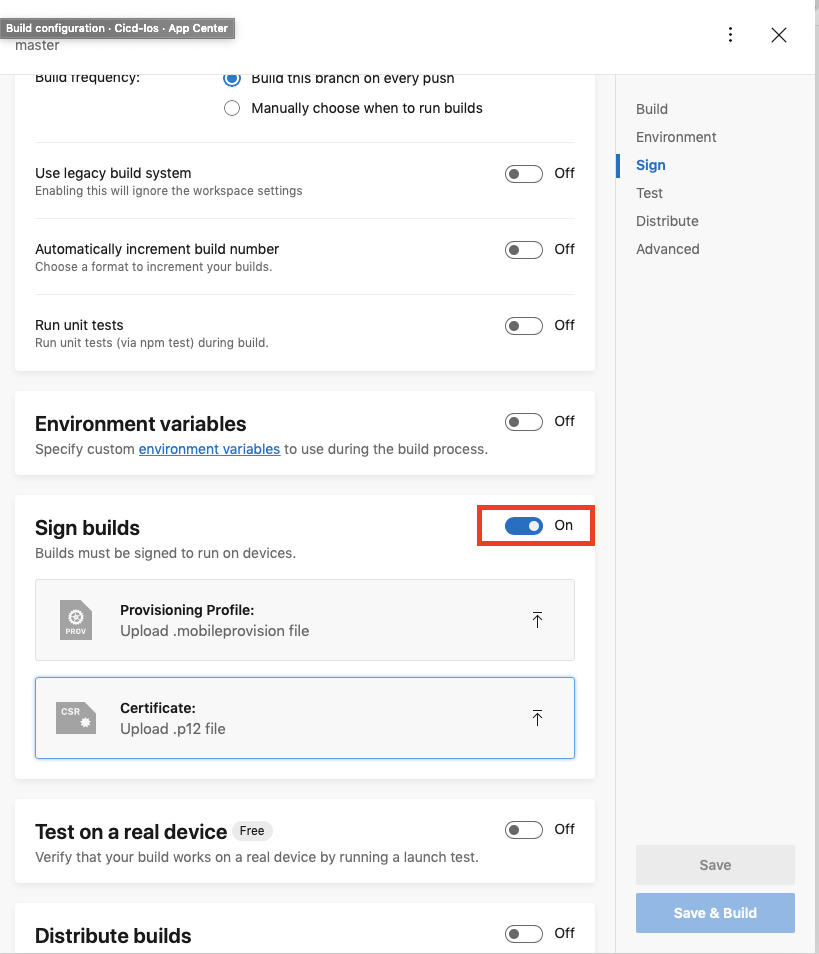 Build configuration · Cicd-Ios · App Center
master
Build frequency:
Build this branch on every push
Manually choose when to run builds
Use legacy build system
Off
Enabling this will ignore the workspace settings
Automatically increment build number
Off
Choose a format to increment your builds.
Run unit tests
Off
Run unit tests (via npm test) during build.
Environment variables
Off
Specify custom environment variables to use during the build process.
Sign builds
On
Builds must be signed to run on devices.
PROV
Provisioning Profile:
Upload .mobileprovision file
CSR
Certificate:
Upload .p12 file
Test on a real device Free
Off
Verify that your build works on a real device by running a launch test.
Distribute builds
Off
Build
Environment
Sign
Test
Distribute
Advanced
Save
Save & Build